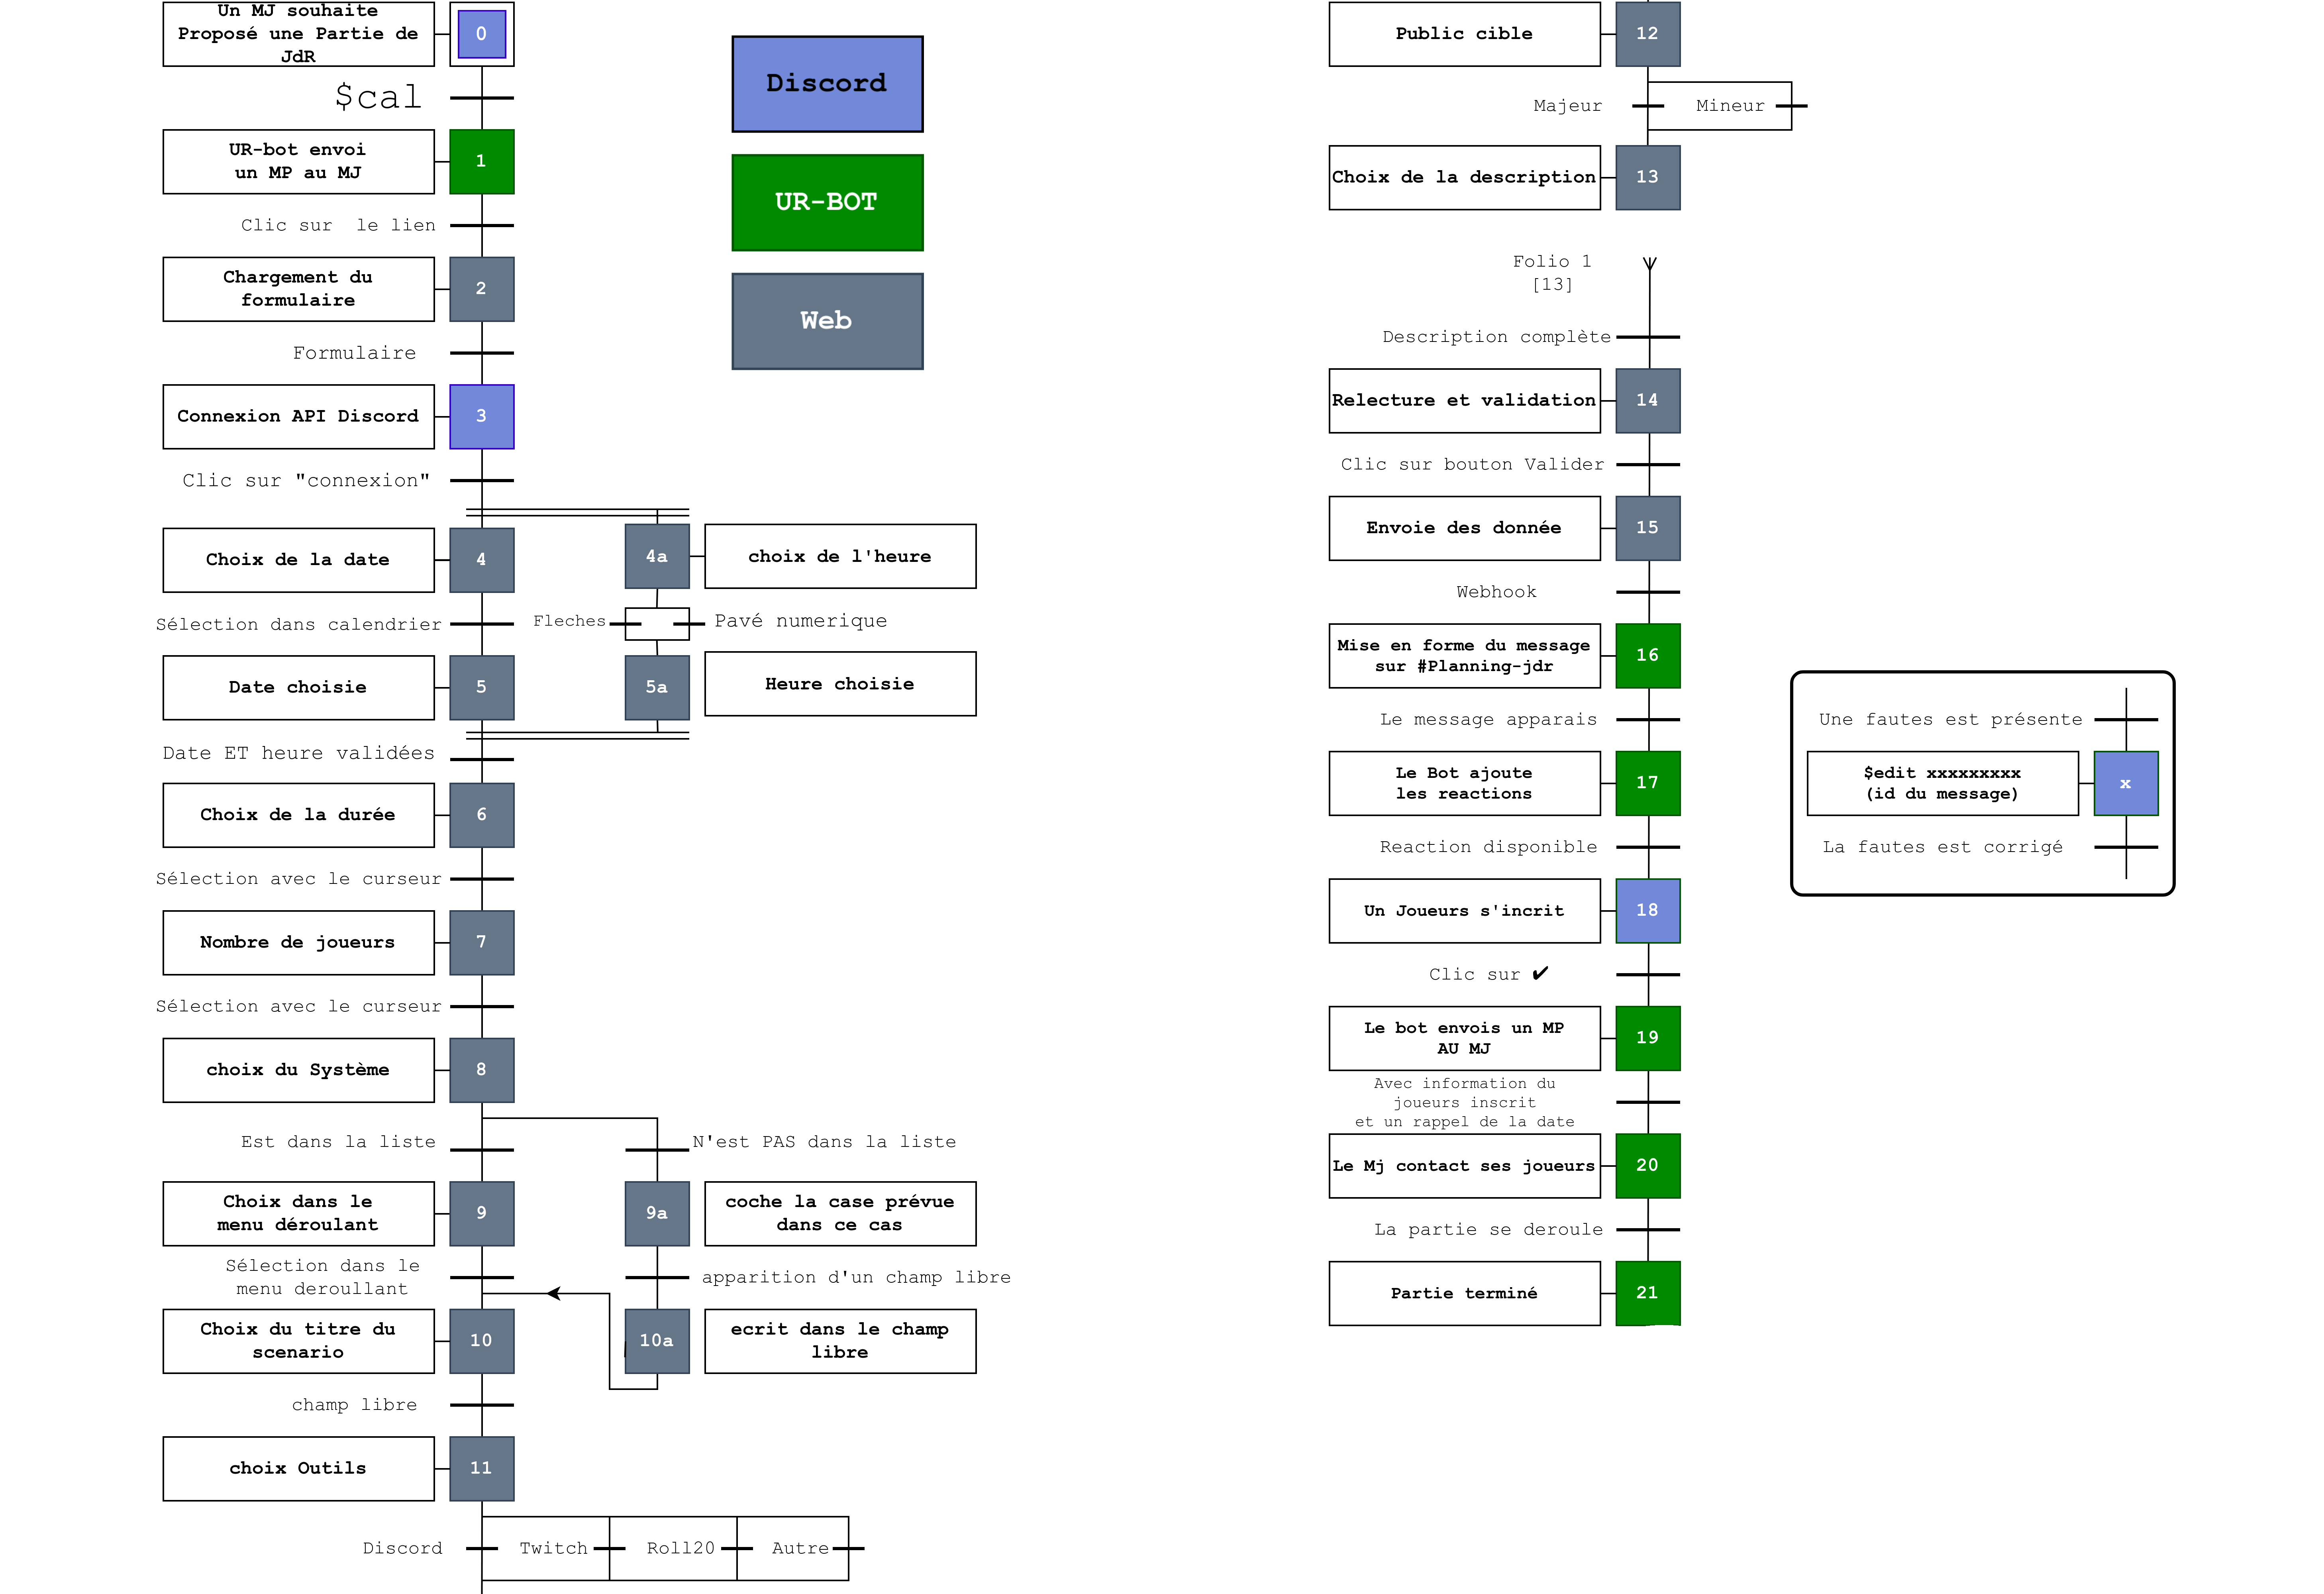 Un MJ souhaite
Proposé une Partie de
JdR
0
$cal
UR-bot envoi
un MP au MJ
1
Clic sur  le lien
Chargement du
formulaire
2
Formulaire
Connexion API Discord
3
Clic sur "connexion"
Choix de la date
4
4a
choix de l'heure
Sélection dans calendrier
Fleches
Pavé numerique
Date choisie
5
5a
Heure choisie
Date ET heure validées
Choix de la durée
6
Sélection avec le curseur
Nombre de joueurs
7
Sélection avec le curseur
choix du Système
8
Est dans la liste
N'est PAS dans la liste
Choix dans le
menu déroulant
9
9a
coche la case prévue
dans ce cas
Sélection dans le
menu deroullant
apparition d'un champ libre
Choix du titre du
scenario
10
10a
ecrit dans le champ
libre
champ libre
choix Outils
11
Discord
Twitch
Roll20
Autre
Discord
UR-BOT
Web
Public cible
12
Majeur
Mineur
Choix de la description
13
Folio 1
[13]
Description complète
Relecture et validation
14
Clic sur bouton Valider
Envoie des donnée
15
Webhook
Mise en forme du message
sur #Planning-jdr
16
Le message apparais
Le Bot ajoute
les reactions
17
Reaction disponible
Un Joueurs s'incrit
18
Clic sur ✔
Le bot envois un MP
AU MJ
19
Avec information du
joueurs inscrit
et un rappel de la date
Le Mj contact ses joueurs
20
La partie se deroule
Partie terminé
21
Une fautes est présente
$edit xxxxxxxxx
(id du message)
x
La fautes est corrigé